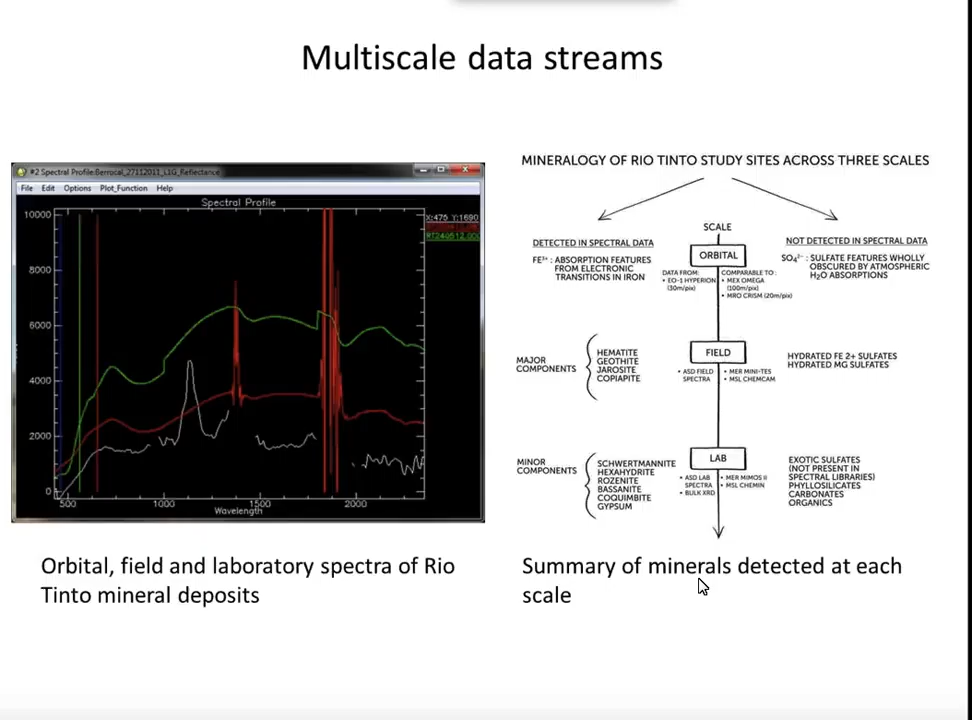 Multiscale data streams
#2 Spectral Profile:Berrocal_27112011_L1G_Reflectance
File Edit Options Plot_Function Help
Spectral Profile
X:475 Y:1690
RT240512.00
10000
8000
6000
4000
2000
0
500 1000 1500 2000
Wavelength
Orbital, field and laboratory spectra of Rio
Tinto mineral deposits
MINERALOGY OF RIO TINTO STUDY SITES ACROSS THREE SCALES
SCALE
ORBITAL
DETECTED IN SPECTRAL DATA
FE³⁺ : ABSORPTION FEATURES
FROM ELECTRONIC
TRANSITIONS IN IRON
DATA FROM:
• EO-1 HYPERION
(30m/pix)
COMPARABLE TO :
• MEX OMEGA
(100m/pix)
• MRO CRISM (20m/pix)
NOT DETECTED IN SPECTRAL DATA
SO₄²⁻ : SULFATE FEATURES WHOLLY
OBSCURED BY ATMOSPHERIC
H₂O ABSORPTIONS
MAJOR
COMPONENTS
HEMATITE
GEOTHITE
JAROSITE
COPIAPITE
FIELD
• ASD FIELD
SPECTRA
• MER MINI-TES
• MSL CHEMCAM
HYDRATED FE 2+ SULFATES
HYDRATED MG SULFATES
MINOR
COMPONENTS
SCHWERTMANNITE
HEXAHYDRITE
ROZENITE
BASSANITE
COQUIMBITE
GYPSUM
LAB
• ASD LAB
SPECTRA
• BULK XRD
• MER MIMOS II
• MSL CHEMIN
EXOTIC SULFATES
(NOT PRESENT IN
SPECTRAL LIBRARIES)
PHYLLOSILICATES
CARBONATES
ORGANICS
Summary of minerals detected at each
scale